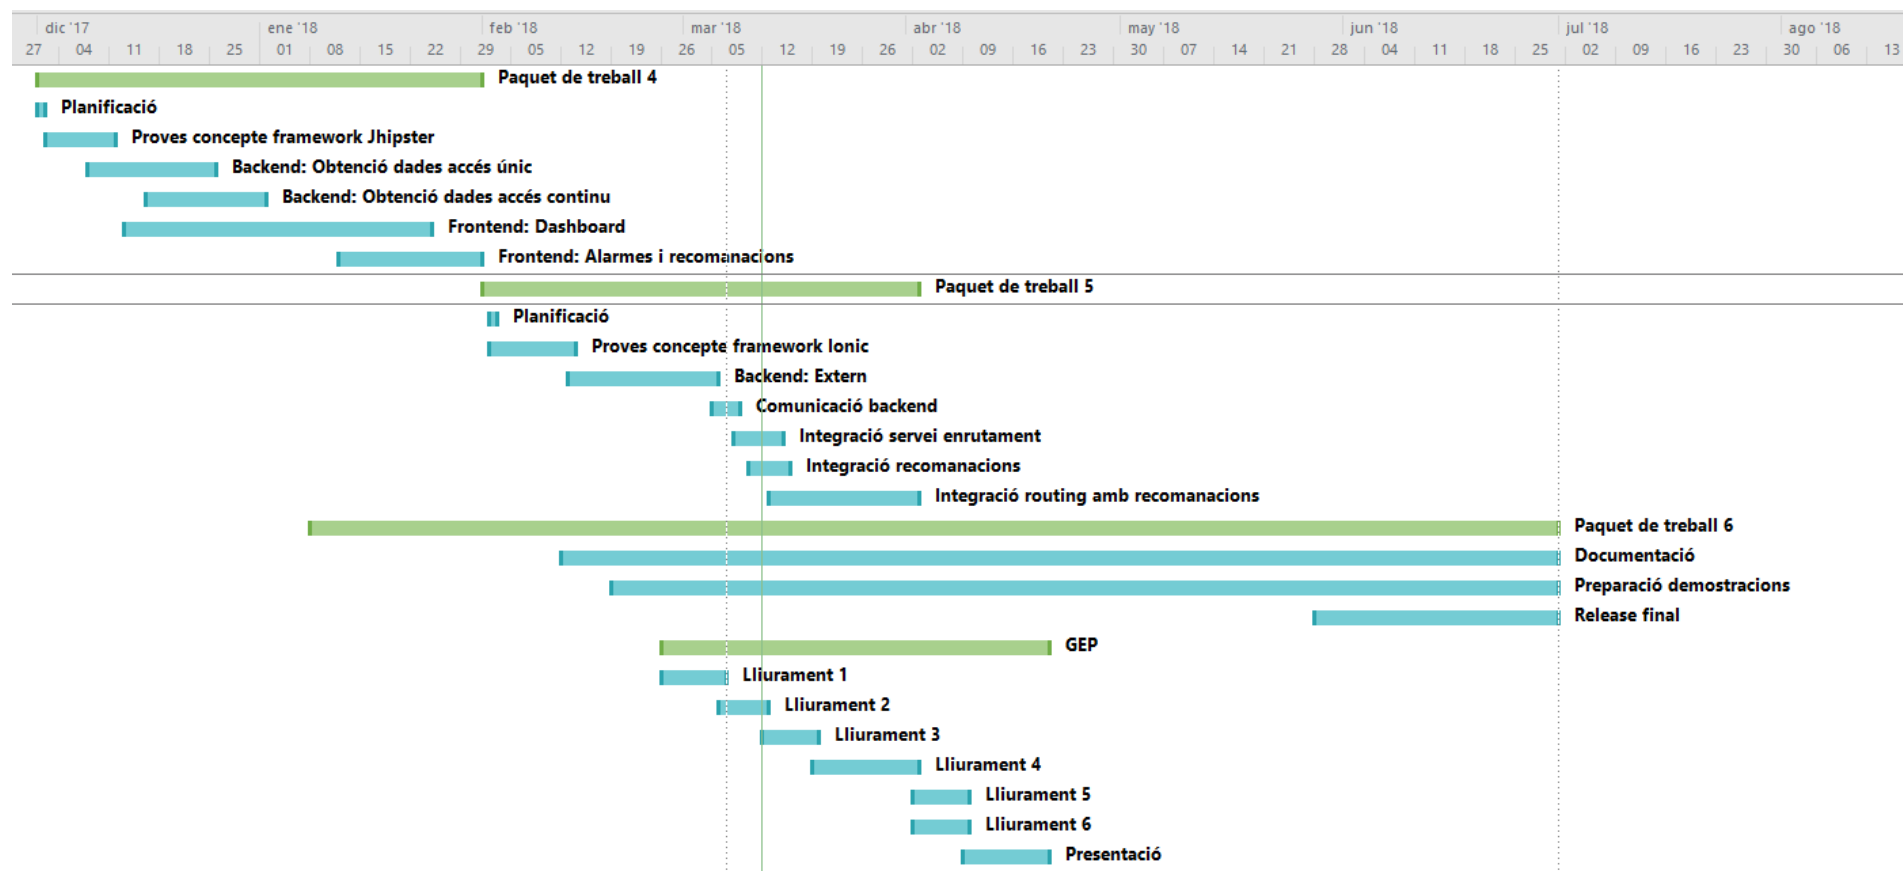 dic '17 ene '18 feb '18 mar '18 abr '18 may '18 jun '18 jul '18 ago '18
27 04 11 18 25 01 08 15 22 29 05 12 19 26 05 12 19 26 02 09 16 23 30 07 14 21 28 04 11 18 25 02 09 16 23 30 06 13
Paquet de treball 4
Planificació
Proves concepte framework Jhipster
Backend: Obtenció dades accés únic
Backend: Obtenció dades accés continu
Frontend: Dashboard
Frontend: Alarmes i recomanacions
Paquet de treball 5
Planificació
Proves concepte framework Ionic
Backend: Extern
Comunicació backend
Integració servei enrutament
Integració recomanacions
Integració routing amb recomanacions
Paquet de treball 6
Documentació
Preparació demostracions
Release final
GEP
Lliurament 1
Lliurament 2
Lliurament 3
Lliurament 4
Lliurament 5
Lliurament 6
Presentació